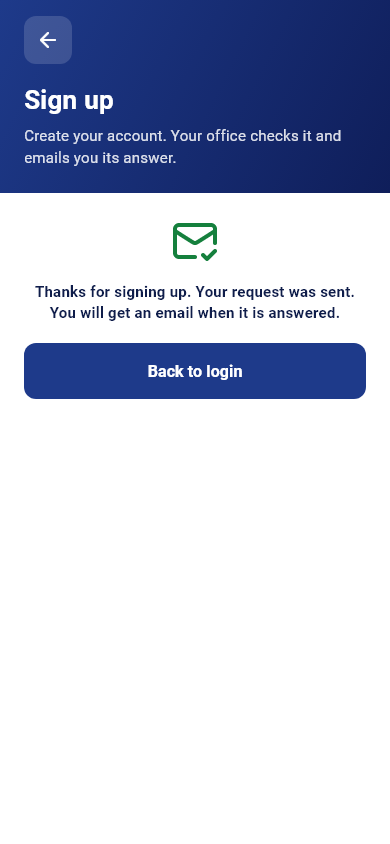 Sign up
Create your account. Your office checks it and
emails you its answer.
Thanks for signing up. Your request was sent.
You will get an email when it is answered.
Back to login